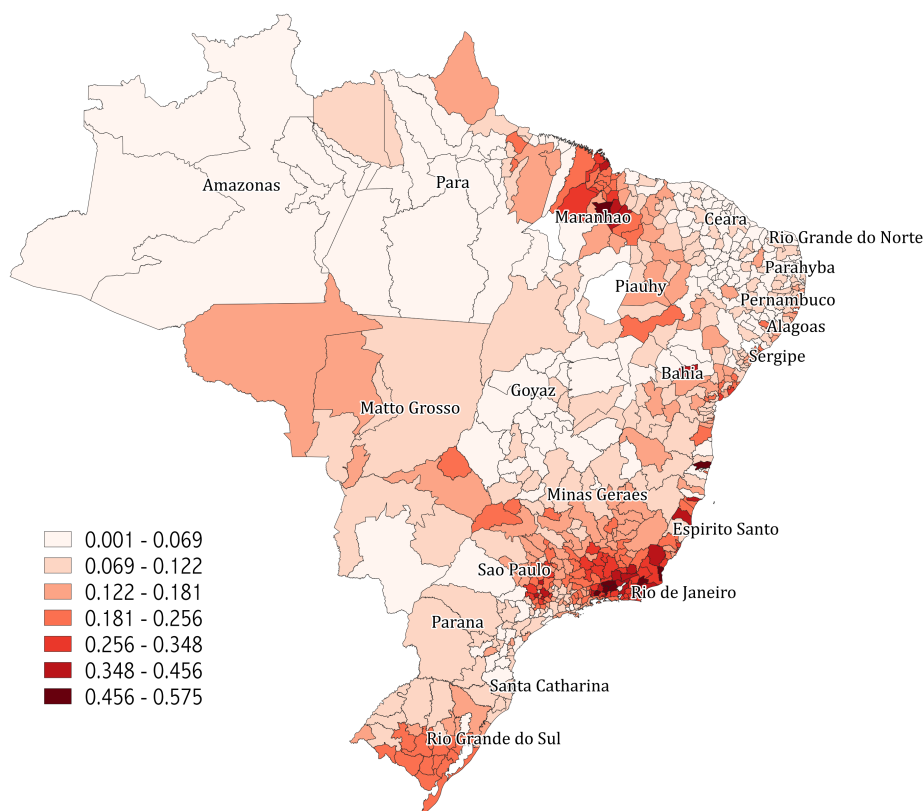 Amazonas
Para
Maranhao
Ceara
Rio Grande do Norte
Parahyba
Piauhy
Pernambuco
Alagoas
Sergipe
Bahia
Goyaz
Matto Grosso
Minas Geraes
Espirito Santo
Sao Paulo
Rio de Janeiro
Parana
Santa Catharina
Rio Grande do Sul
0.001 - 0.069
0.069 - 0.122
0.122 - 0.181
0.181 - 0.256
0.256 - 0.348
0.348 - 0.456
0.456 - 0.575